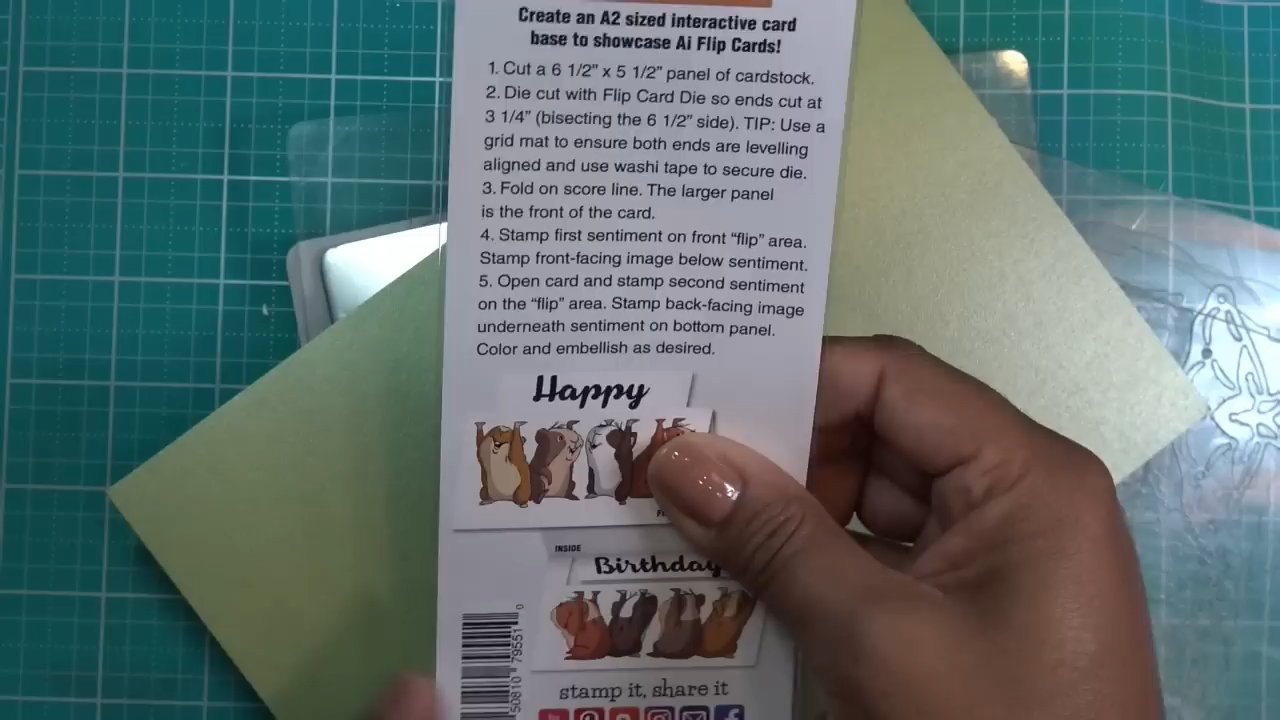 Create an A2 sized interactive card
base to showcase Ai Flip Cards!
1. Cut a 6 1/2" x 5 1/2" panel of cardstock.
2. Die cut with Flip Card Die so ends cut at
3 1/4" (bisecting the 6 1/2" side). TIP: Use a
grid mat to ensure both ends are levelling
aligned and use washi tape to secure die.
3. Fold on score line. The larger panel
is the front of the card.
4. Stamp first sentiment on front “flip” area.
Stamp front-facing image below sentiment.
5. Open card and stamp second sentiment
on the “flip” area. Stamp back-facing image
underneath sentiment on bottom panel.
Color and embellish as desired.
Happy
INSIDE
Birthday
stamp it, share it
50810 79551 0